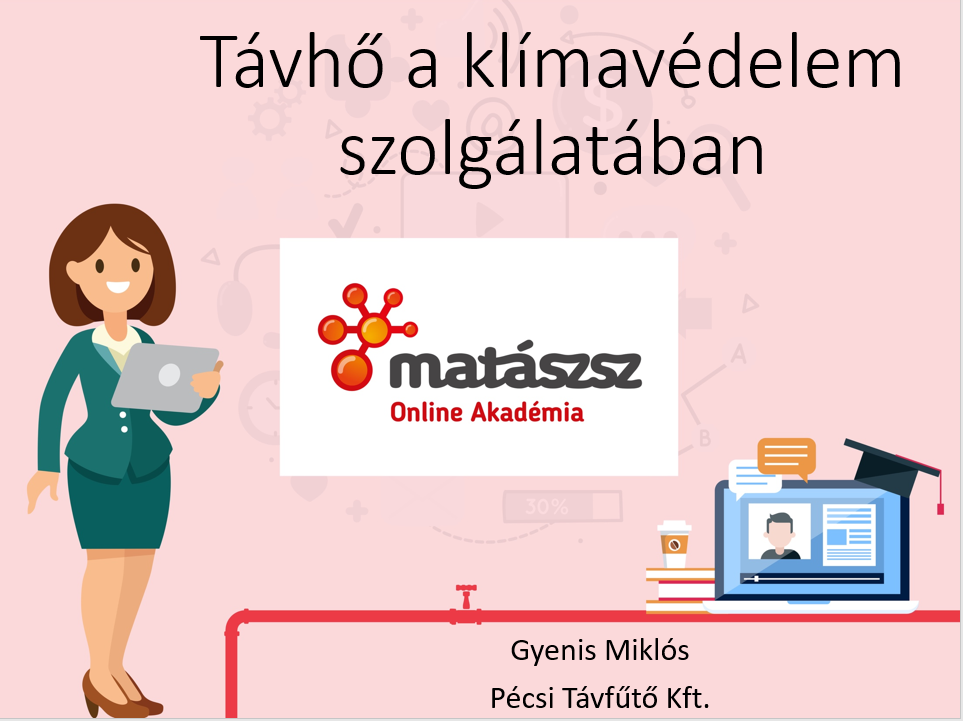 Távhő a klímavédelem
szolgálatában
matászsz
Online Akadémia
A
B
30%
Gyenis Miklós
Pécsi Távfűtő Kft.